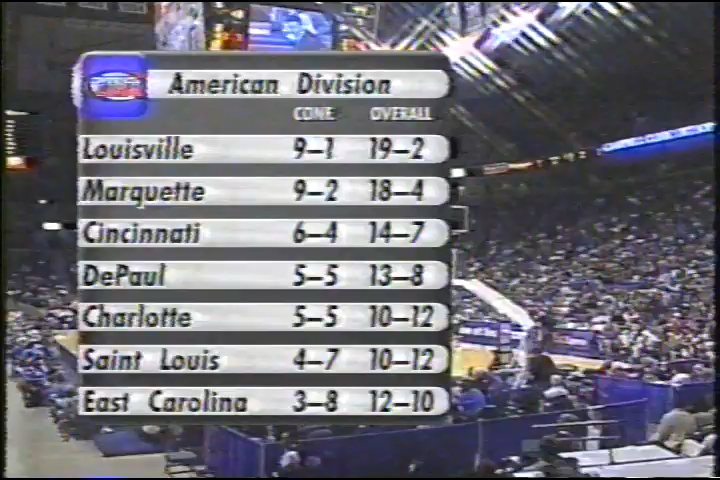 American Division
CONF. OVERALL
Louisville 9–1 19–2
Marquette 9–2 18–4
Cincinnati 6–4 14–7
DePaul 5–5 13–8
Charlotte 5–5 10–12
Saint Louis 4–7 10–12
East Carolina 3–8 12–10